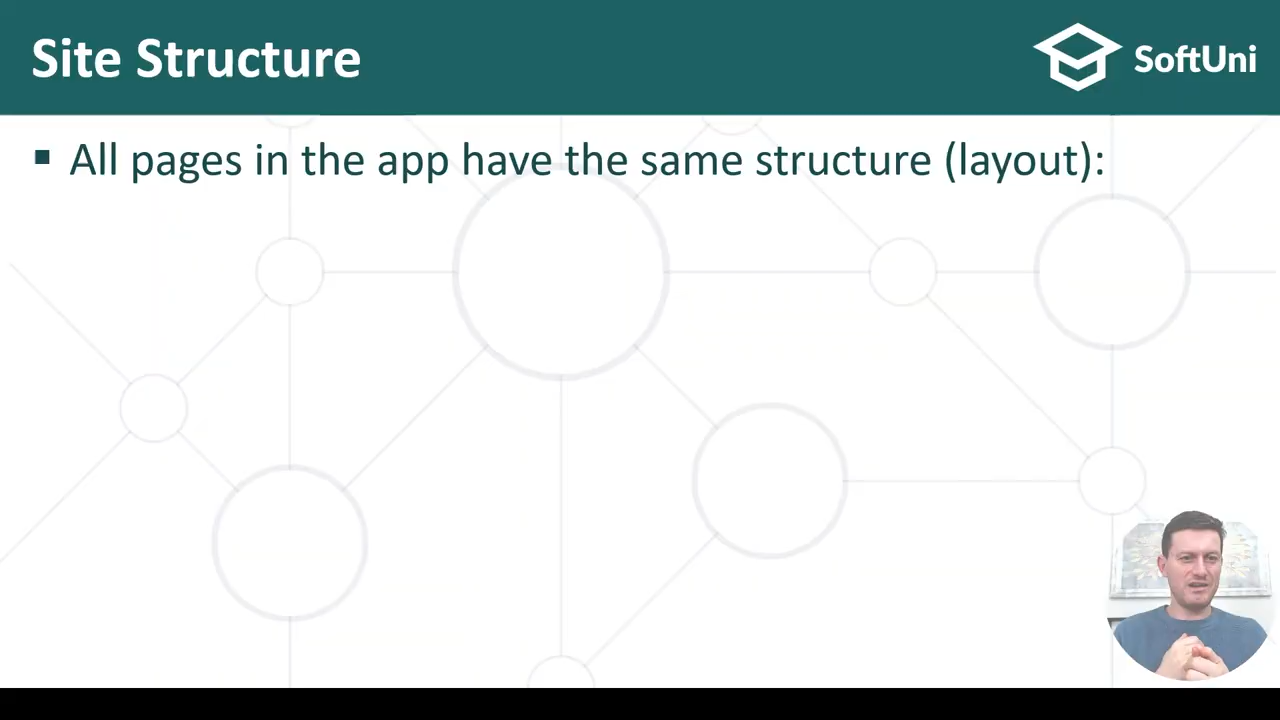 Site Structure
SoftUni
▪ All pages in the app have the same structure (layout):